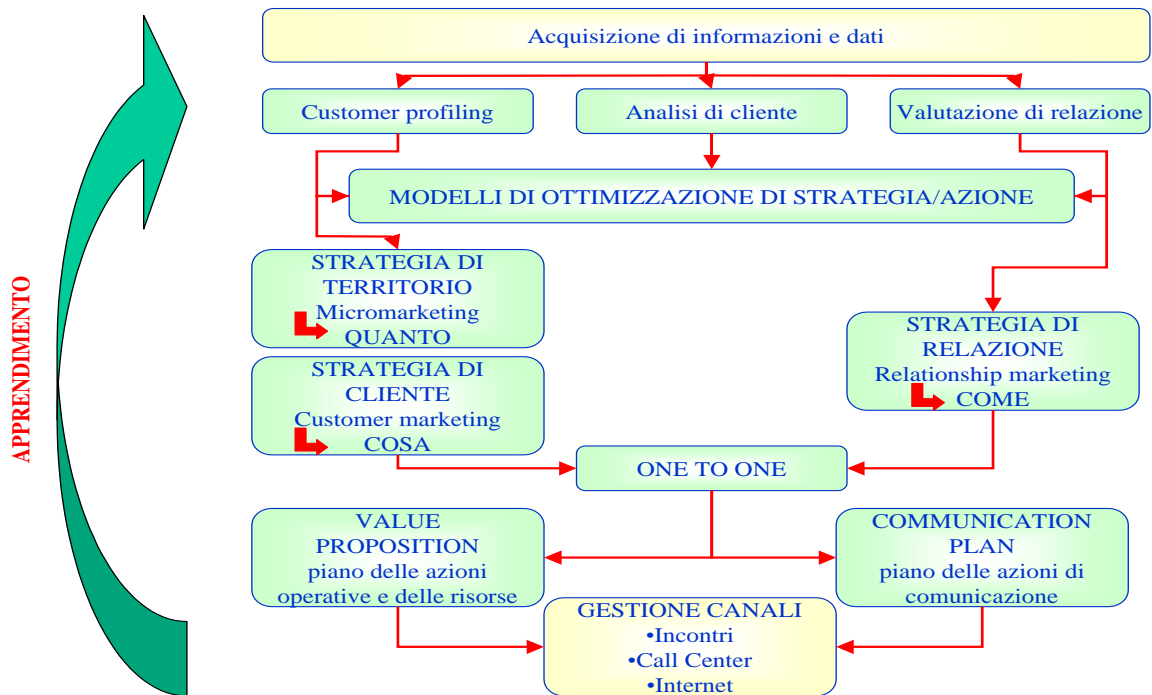 Acquisizione di informazioni e dati
Customer profiling
Analisi di cliente
Valutazione di relazione
MODELLI DI OTTIMIZZAZIONE DI STRATEGIA/AZIONE
APPRENDIMENTO
STRATEGIA DI
TERRITORIO
Micromarketing
QUANTO
STRATEGIA DI
CLIENTE
Customer marketing
COSA
STRATEGIA DI
RELAZIONE
Relationship marketing
COME
ONE TO ONE
VALUE
PROPOSITION
piano delle azioni
operative e delle risorse
COMMUNICATION
PLAN
piano delle azioni di
comunicazione
GESTIONE CANALI
•Incontri
•Call Center
•Internet